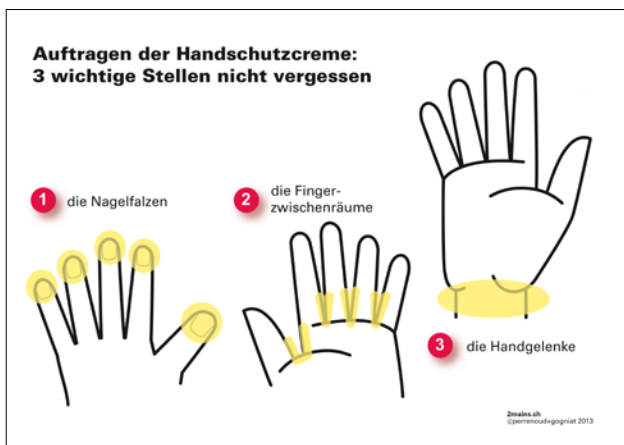 Auftragen der Handschutzcreme:
3 wichtige Stellen nicht vergessen
1 die Nagelfalzen
2 die Finger-
zwischenräume
3 die Handgelenke
2mains.ch
©perrenoud+gogniat 2013